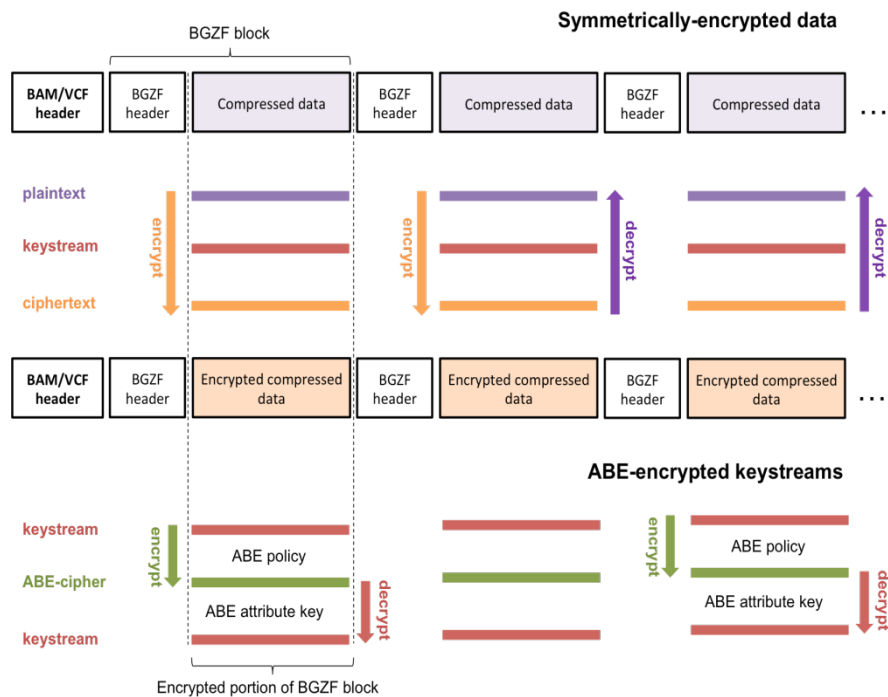 Symmetrically-encrypted data
BGZF block
BAM/VCF
header
BGZF
header
Compressed data
BGZF
header
Compressed data
BGZF
header
Compressed data
...
plaintext
keystream
ciphertext
encrypt
encrypt
decrypt
decrypt
BAM/VCF
header
BGZF
header
Encrypted compressed
data
BGZF
header
Encrypted compressed
data
BGZF
header
Encrypted compressed
data
...
ABE-encrypted keystreams
keystream
ABE-cipher
keystream
encrypt
ABE policy
ABE attribute key
decrypt
encrypt
ABE policy
ABE attribute key
decrypt
Encrypted portion of BGZF block